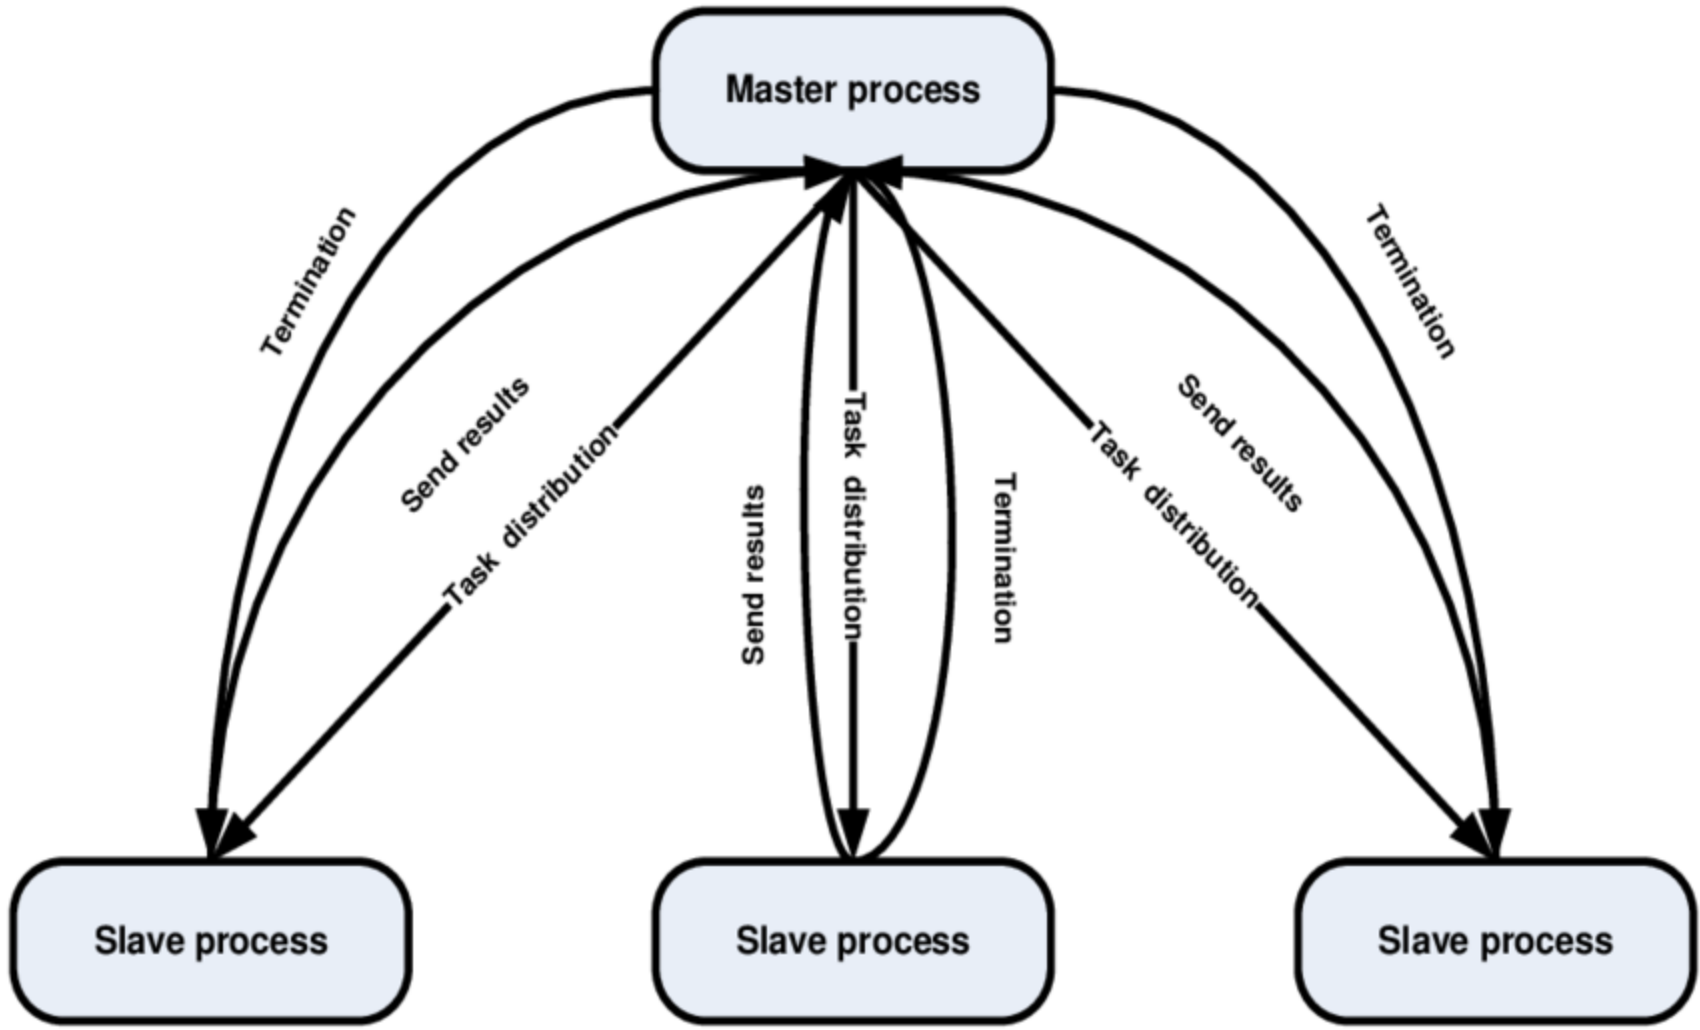 Master process
Termination
Termination
Send results
Task distribution
Send results
Task distribution
Termination
Task distribution
Send results
Slave process
Slave process
Slave process